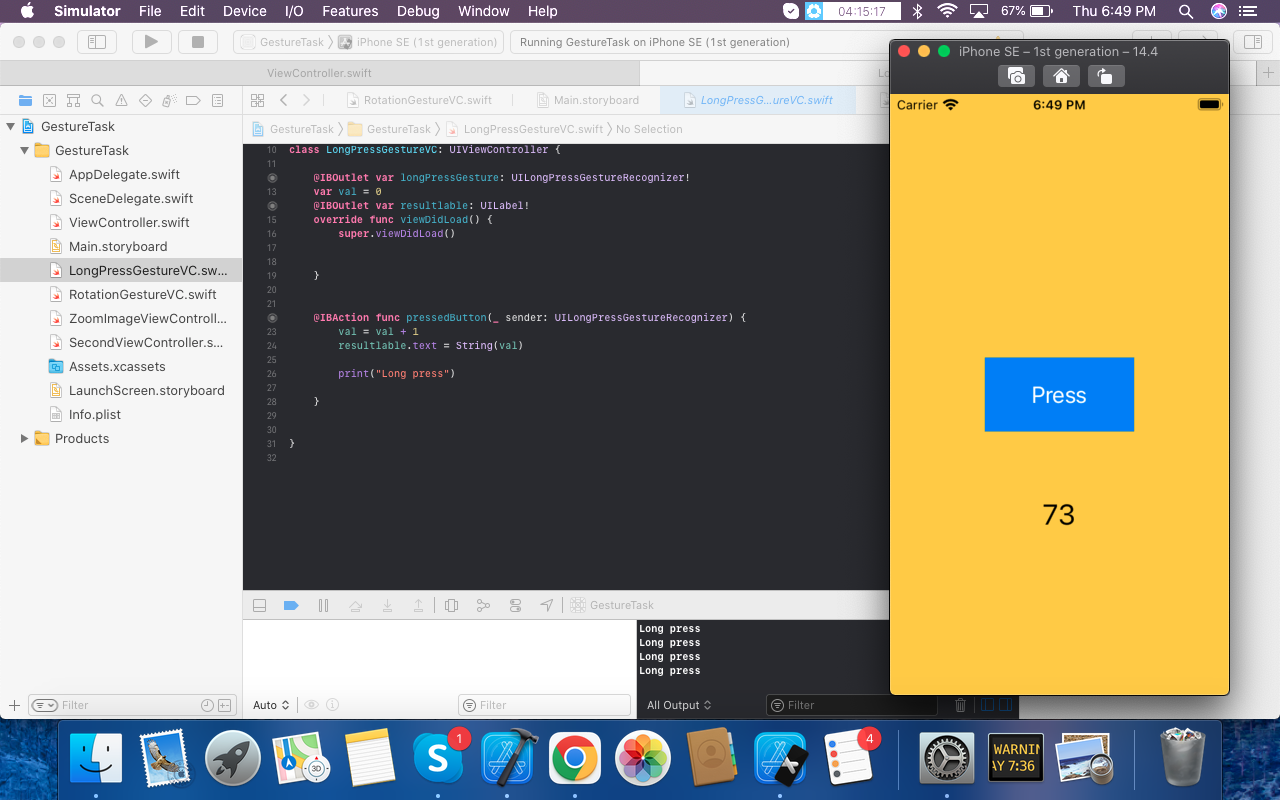 Simulator File Edit Device I/O Features Debug Window Help 04:15:17 67% Thu 6:49 PM
GestureTask iPhone SE (1st generation) Running GestureTask on iPhone SE (1st generation)
iPhone SE – 1st generation – 14.4
ViewController.swift
Lo
RotationGestureVC.swift Main.storyboard LongPressG...ureVC.swift
GestureTask GestureTask LongPressGestureVC.swift No Selection
GestureTask
GestureTask
AppDelegate.swift
SceneDelegate.swift
ViewController.swift
Main.storyboard
LongPressGestureVC.sw...
RotationGestureVC.swift
ZoomImageViewControll...
SecondViewController.s...
Assets.xcassets
LaunchScreen.storyboard
Info.plist
Products
Filter
10 class LongPressGestureVC: UIViewController {
11
@IBOutlet var longPressGesture: UILongPressGestureRecognizer!
13 var val = 0
@IBOutlet var resultlable: UILabel!
15 override func viewDidLoad() {
16 super.viewDidLoad()
17
18
19 }
20
21
@IBAction func pressedButton(_ sender: UILongPressGestureRecognizer) {
23 val = val + 1
24 resultlable.text = String(val)
25
26 print("Long press")
27
28 }
29
30
31 }
32
GestureTask
Long press
Long press
Long press
Long press
Auto Filter All Output Filter
Carrier 6:49 PM
Press
73
1
4
3D
WARNIN
AY 7:36